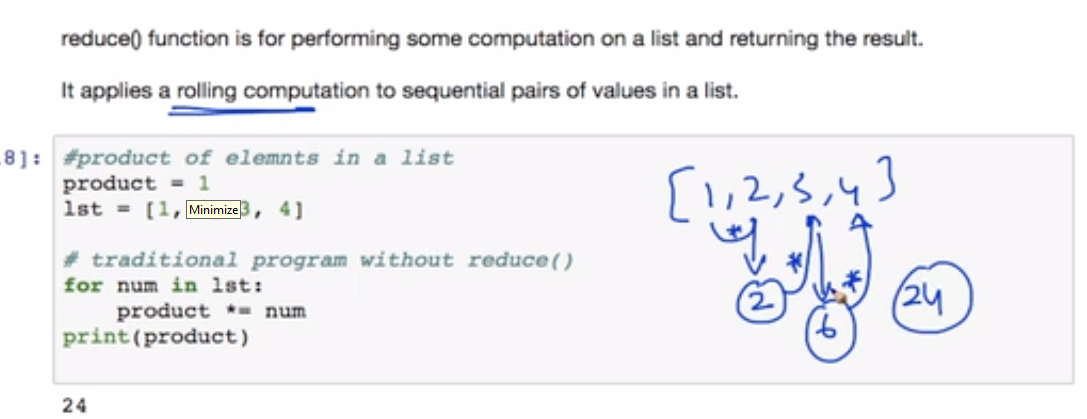 reduce() function is for performing some computation on a list and returning the result.
It applies a rolling computation to sequential pairs of values in a list.
8]:
#product of elemnts in a list
product = 1
lst = [1, Minimize 3, 4]
# traditional program without reduce()
for num in lst:
product *= num
print(product)
24
[1,2,3,4]
* * *
2
6
24